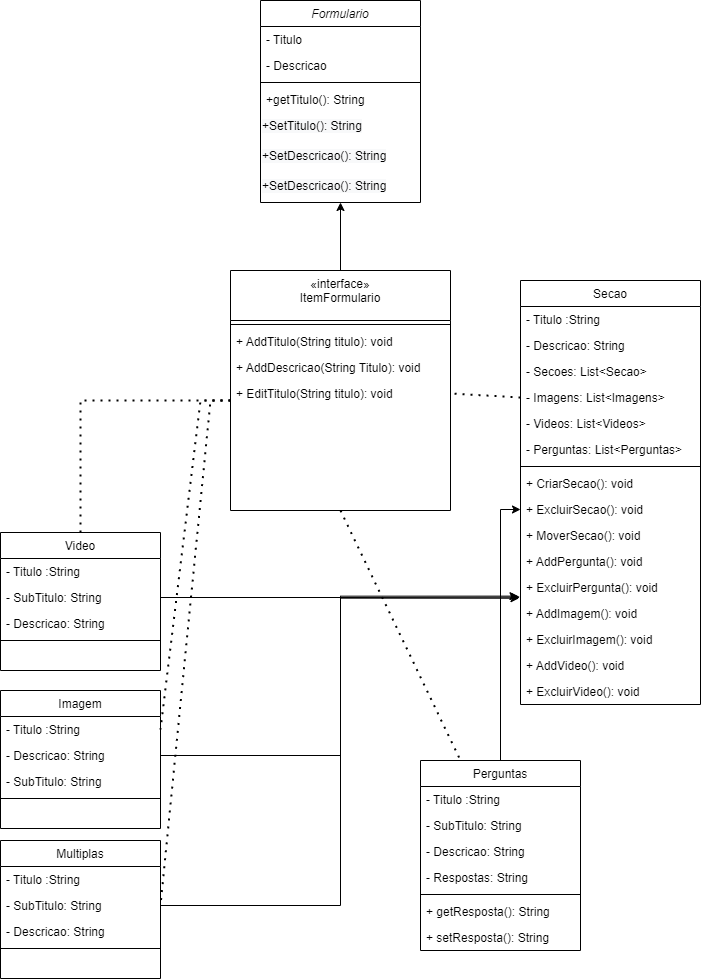 Formulario
- Titulo
- Descricao
+getTitulo(): String
+SetTitulo(): String
+SetDescricao(): String
+SetDescricao(): String
«interface»
ItemFormulario
+ AddTitulo(String titulo): void
+ AddDescricao(String Titulo): void
+ EditTitulo(String titulo): void
Secao
- Titulo :String
- Descricao: String
- Secoes: List<Secao>
- Imagens: List<Imagens>
- Videos: List<Videos>
- Perguntas: List<Perguntas>
+ CriarSecao(): void
+ ExcluirSecao(): void
+ MoverSecao(): void
+ AddPergunta(): void
+ ExcluirPergunta(): void
+ AddImagem(): void
+ ExcluirImagem(): void
+ AddVideo(): void
+ ExcluirVideo(): void
Video
- Titulo :String
- SubTitulo: String
- Descricao: String
Imagem
- Titulo :String
- Descricao: String
- SubTitulo: String
Multiplas
- Titulo :String
- SubTitulo: String
- Descricao: String
Perguntas
- Titulo :String
- SubTitulo: String
- Descricao: String
- Respostas: String
+ getResposta(): String
+ setResposta(): String